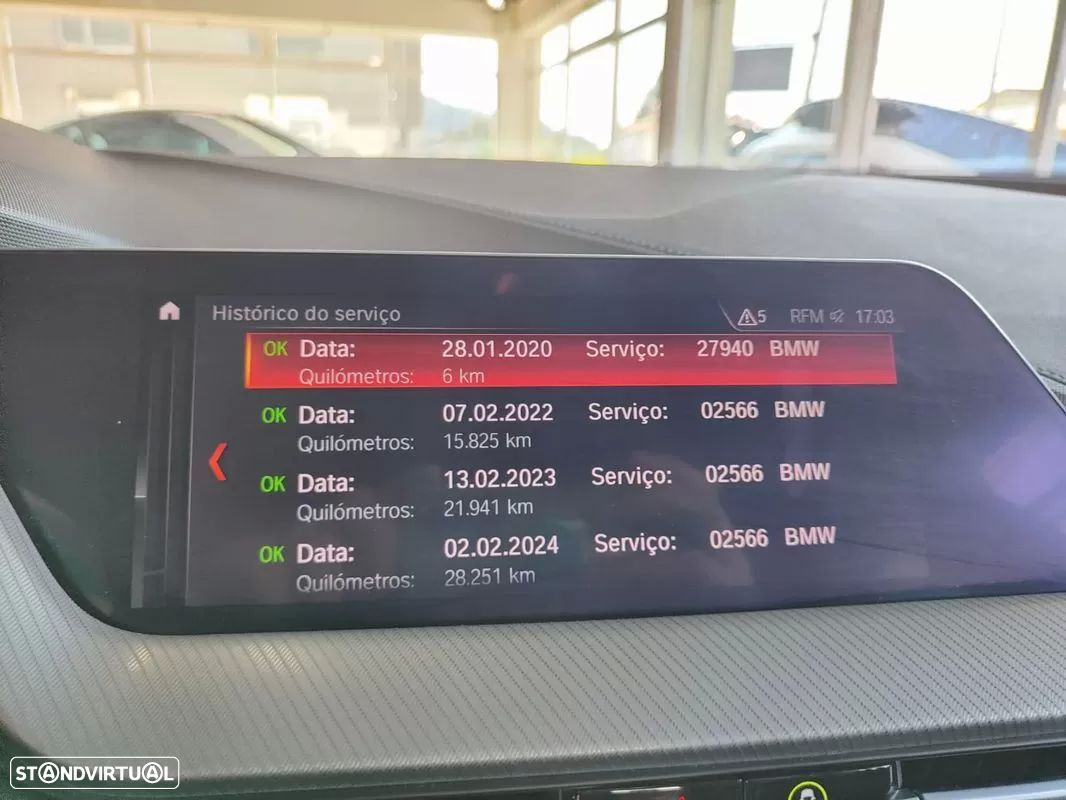 Histórico do serviço 5 RFM 17:03
OK Data: 28.01.2020 Serviço: 27940 BMW
Quilómetros: 6 km
OK Data: 07.02.2022 Serviço: 02566 BMW
Quilómetros: 15.825 km
OK Data: 13.02.2023 Serviço: 02566 BMW
Quilómetros: 21.941 km
OK Data: 02.02.2024 Serviço: 02566 BMW
Quilómetros: 28.251 km
STANDVIRTUAL